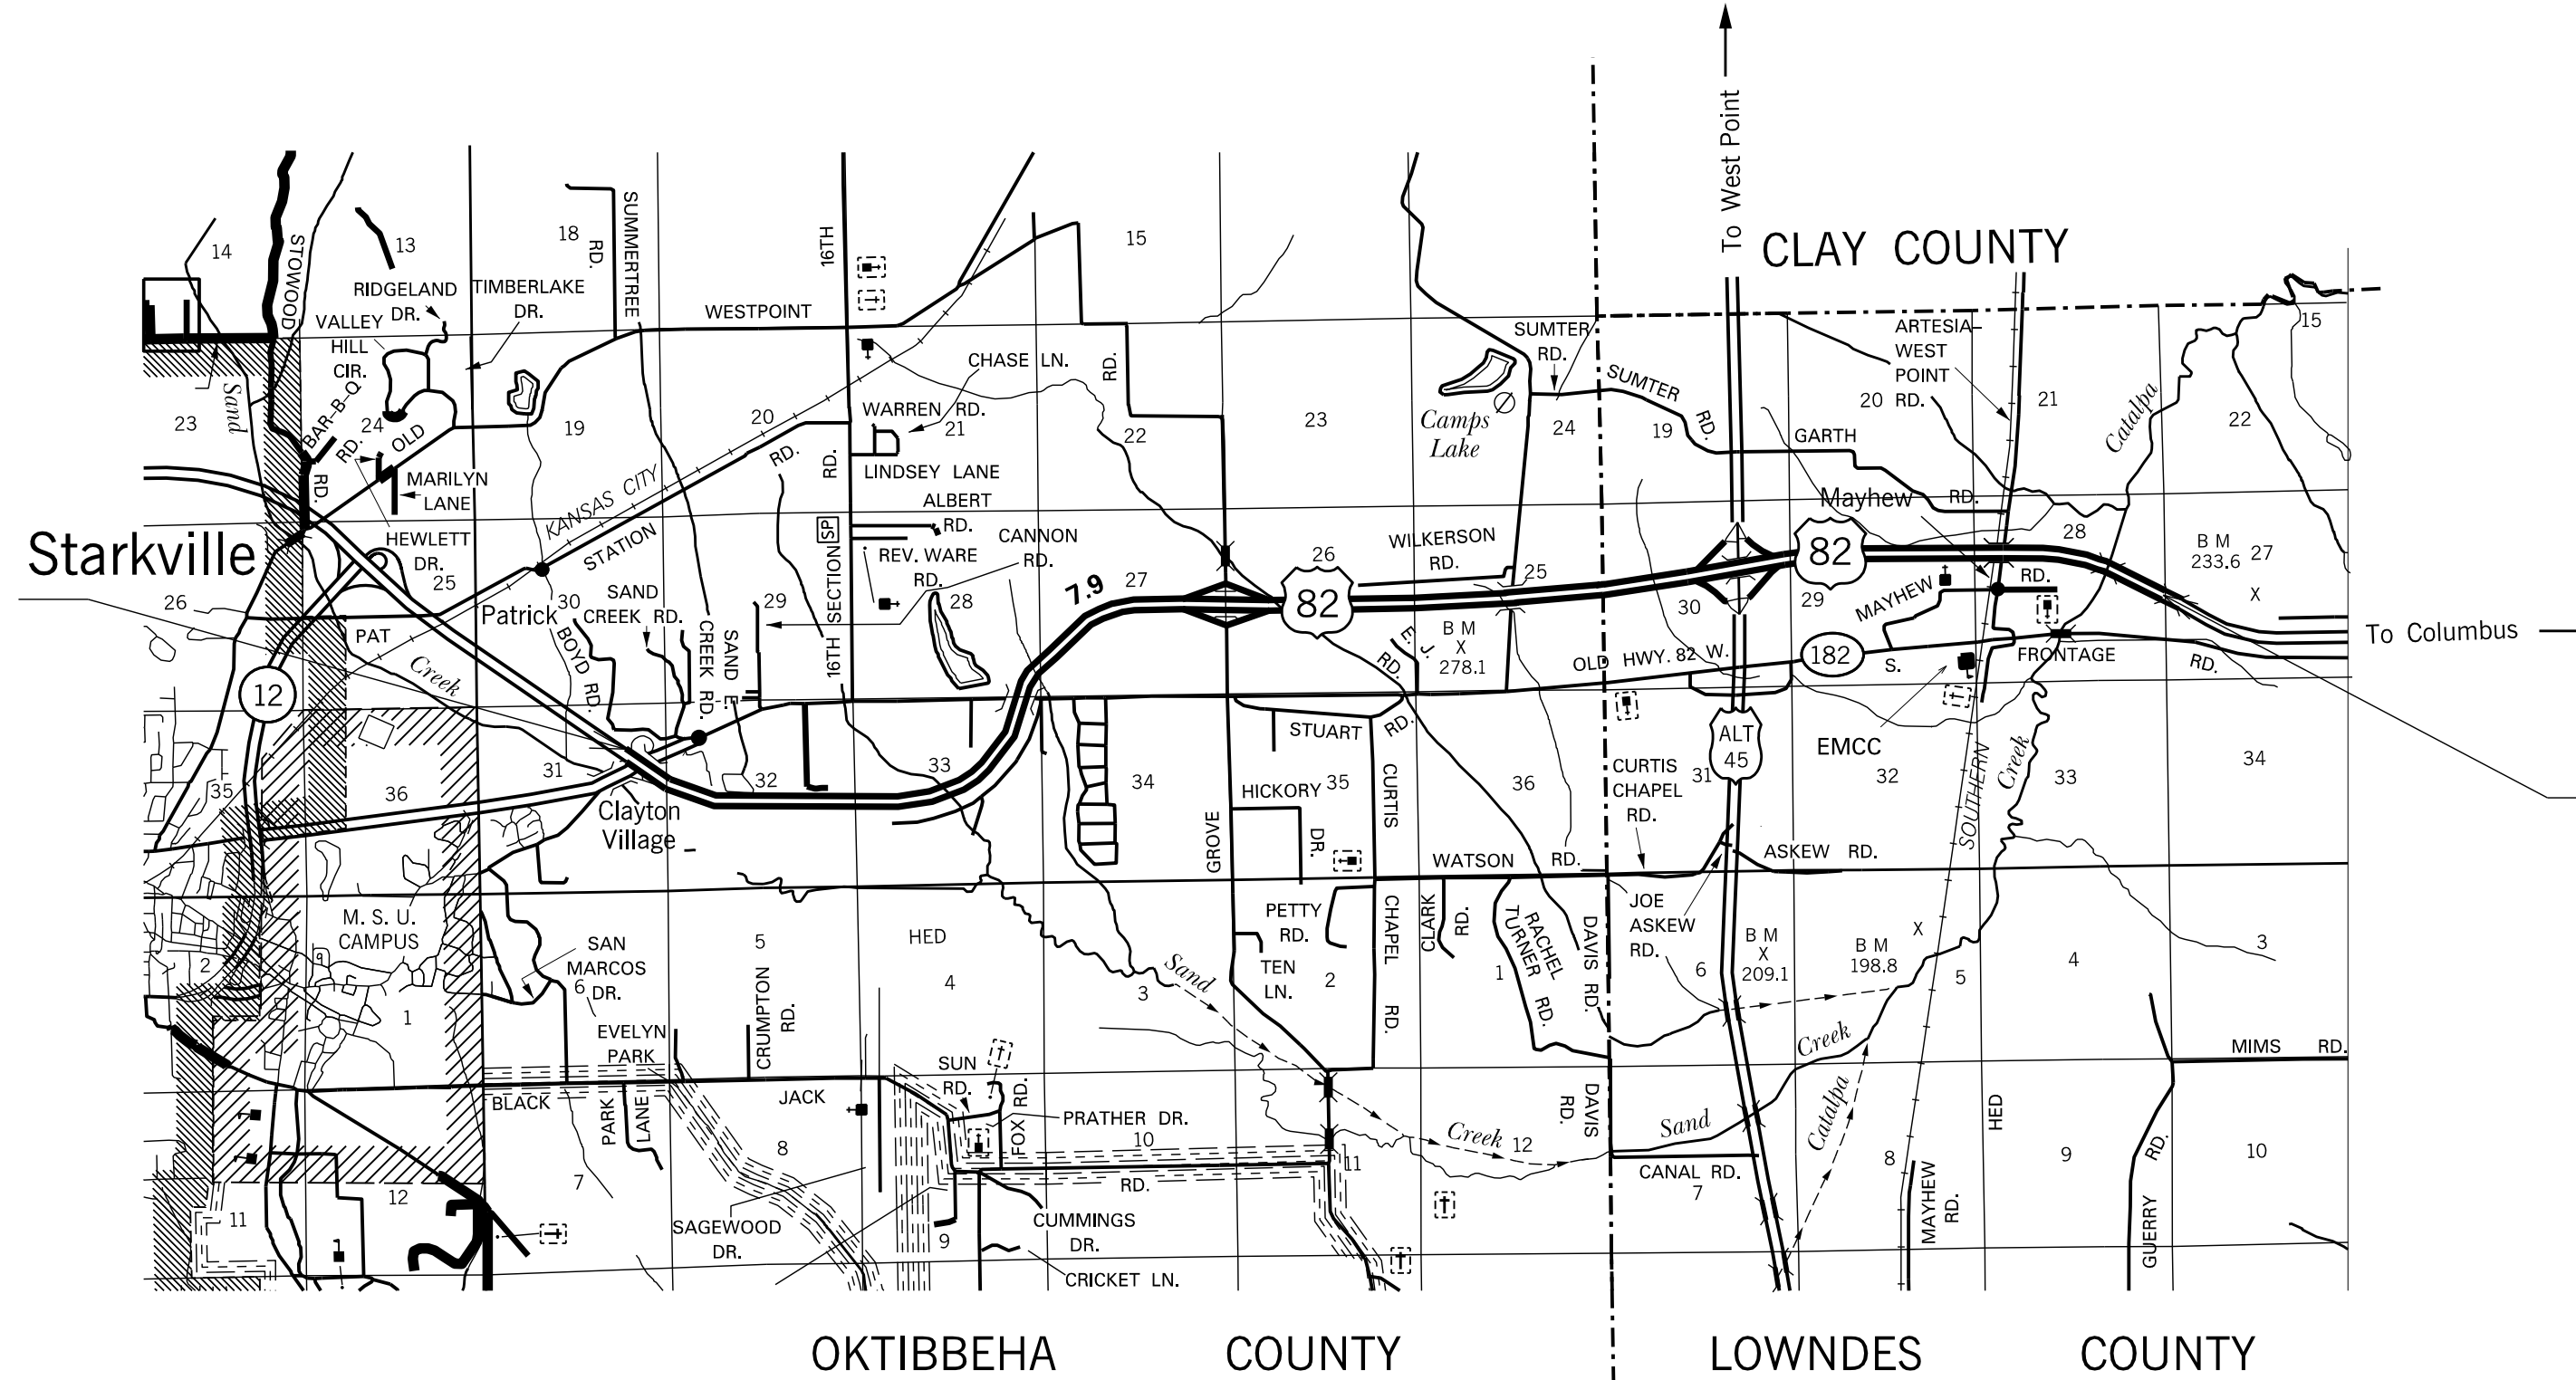 To West Point
CLAY COUNTY
14
STOWOOD
RD.
13
18
SUMMERTREE
RD.
16TH
15
RIDGELAND
DR.
TIMBERLAKE
DR.
VALLEY
HILL
CIR.
WESTPOINT
RD.
SUMTER
RD.
SUMTER
RD.
ARTESIA-
WEST
POINT
RD.
15
Sand
23
BAR-B-Q
RD.
24
OLD
MARILYN
LANE
HEWLETT
DR.
19
20
KANSAS CITY
STATION
RD.
RD.
CHASE LN.
WARREN RD.
21
LINDSEY LANE
ALBERT
RD.
22
23
Camps
Lake
24
19
20
21
GARTH
RD.
Mayhew
Catalpa
22
Starkville
26
25
Patrick
30
SAND
CREEK RD.
BOYD RD.
CREEK RD.
SAND E.
29
16TH SECTION
SP
REV. WARE
RD.
CANNON
RD.
28
7.9
27
82
26
WILKERSON
RD.
25
E. J.
RD.
B M
X
278.1
30
82
29
MAYHEW
RD.
28
B M
233.6
X
27
To Columbus
PAT
Creek
12
OLD HWY. 82 W.
182
S.
FRONTAGE
RD.
35
36
31
Clayton
Village
32
33
34
STUART
RD.
HICKORY
DR.
35
GROVE
CURTIS
CHAPEL
RD.
36
CURTIS
CHAPEL
RD.
31
ALT
45
EMCC
32
SOUTHERN
Creek
33
34
WATSON RD.
ASKEW RD.
JOE
ASKEW
RD.
M. S. U.
CAMPUS
2
1
SAN
MARCOS
DR.
6
5
CRUMPTON
RD.
HED
4
3
Sand
PETTY
RD.
TEN
LN.
2
CLARK
RD.
1
RACHEL
TURNER RD.
DAVIS RD.
6
B M
X
209.1
B M
X
198.8
5
4
3
EVELYN
PARK
BLACK
JACK
RD.
PARK
LANE
SUN
RD.
FOX
RD.
PRATHER DR.
Creek
DAVIS
RD.
Sand
Creek
Catalpa
HED
MIMS RD.
11
12
7
8
SAGEWOOD
DR.
9
10
CUMMINGS
DR.
CRICKET LN.
11
12
CANAL RD.
7
8
MAYHEW
RD.
9
GUERRY
RD.
10
OKTIBBEHA COUNTY
LOWNDES COUNTY